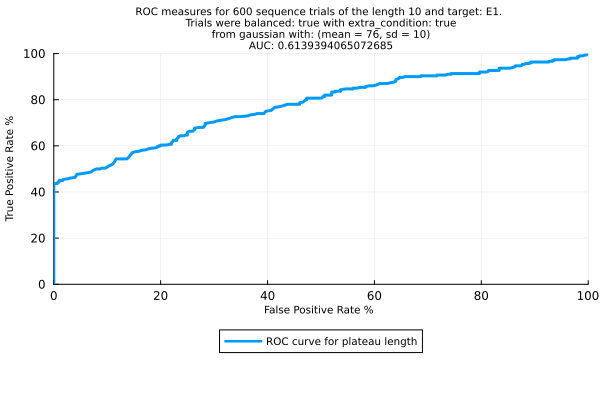 ROC measures for 600 sequence trials of the length 10 and target: E1.
Trials were balanced: true with extra_condition: true
from gaussian with: (mean = 76, sd = 10)
AUC: 0.6139394065072685
100
80
60
40
20
0
True Positive Rate %
0 20 40 60 80 100
False Positive Rate %
ROC curve for plateau length